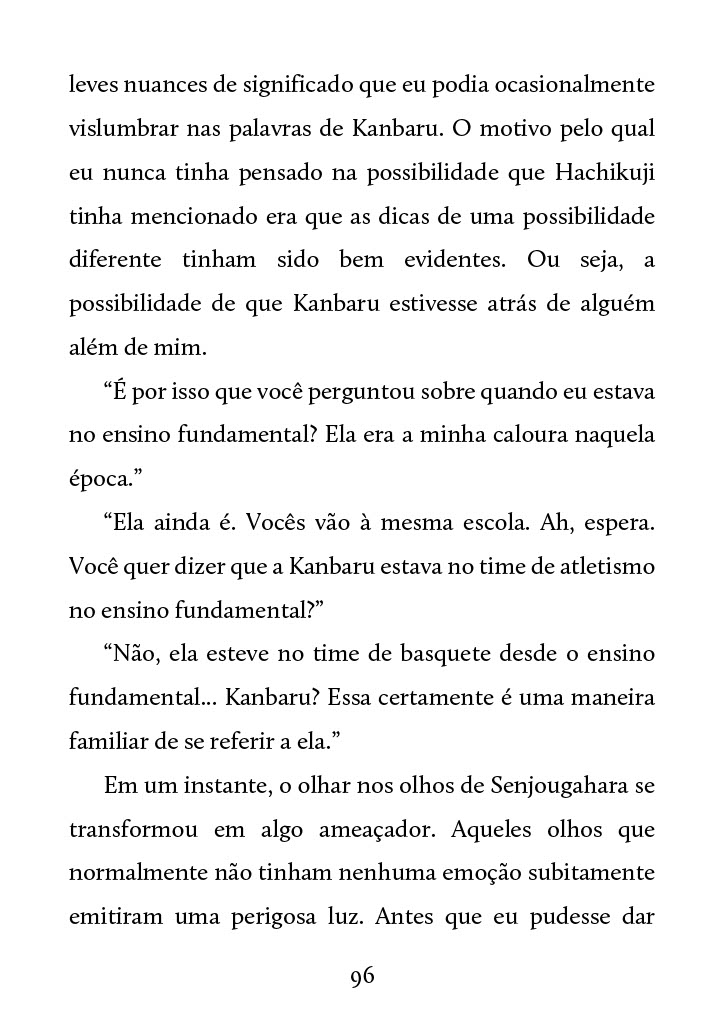 leves nuances de significado que eu podia ocasionalmente
vislumbrar nas palavras de Kanbaru. O motivo pelo qual
eu nunca tinha pensado na possibilidade que Hachikuji
tinha mencionado era que as dicas de uma possibilidade
diferente tinham sido bem evidentes. Ou seja, a
possibilidade de que Kanbaru estivesse atrás de alguém
além de mim.
“É por isso que você perguntou sobre quando eu estava
no ensino fundamental? Ela era a minha caloura naquela
época.”
“Ela ainda é. Vocês vão à mesma escola. Ah, espera.
Você quer dizer que a Kanbaru estava no time de atletismo
no ensino fundamental?”
“Não, ela esteve no time de basquete desde o ensino
fundamental... Kanbaru? Essa certamente é uma maneira
familiar de se referir a ela.”
Em um instante, o olhar nos olhos de Senjougahara se
transformou em algo ameaçador. Aqueles olhos que
normalmente não tinham nenhuma emoção subitamente
emitiram uma perigosa luz. Antes que eu pudesse dar
96